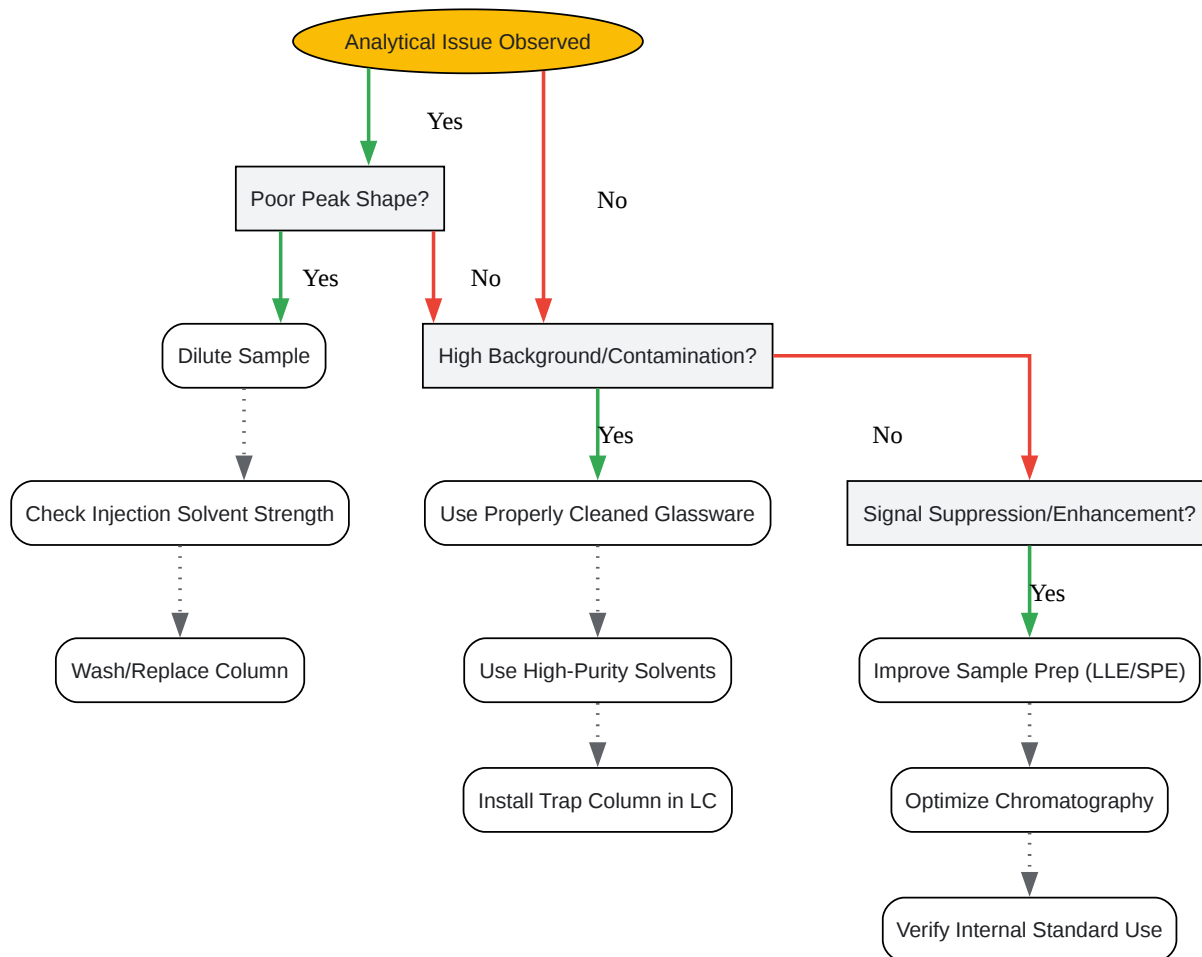 Analytical Issue Observed
Yes
Poor Peak Shape?
No
Yes
No
Dilute Sample
High Background/Contamination?
Yes
No
Check Injection Solvent Strength
Use Properly Cleaned Glassware
Signal Suppression/Enhancement?
Yes
Wash/Replace Column
Use High-Purity Solvents
Improve Sample Prep (LLE/SPE)
Install Trap Column in LC
Optimize Chromatography
Verify Internal Standard Use